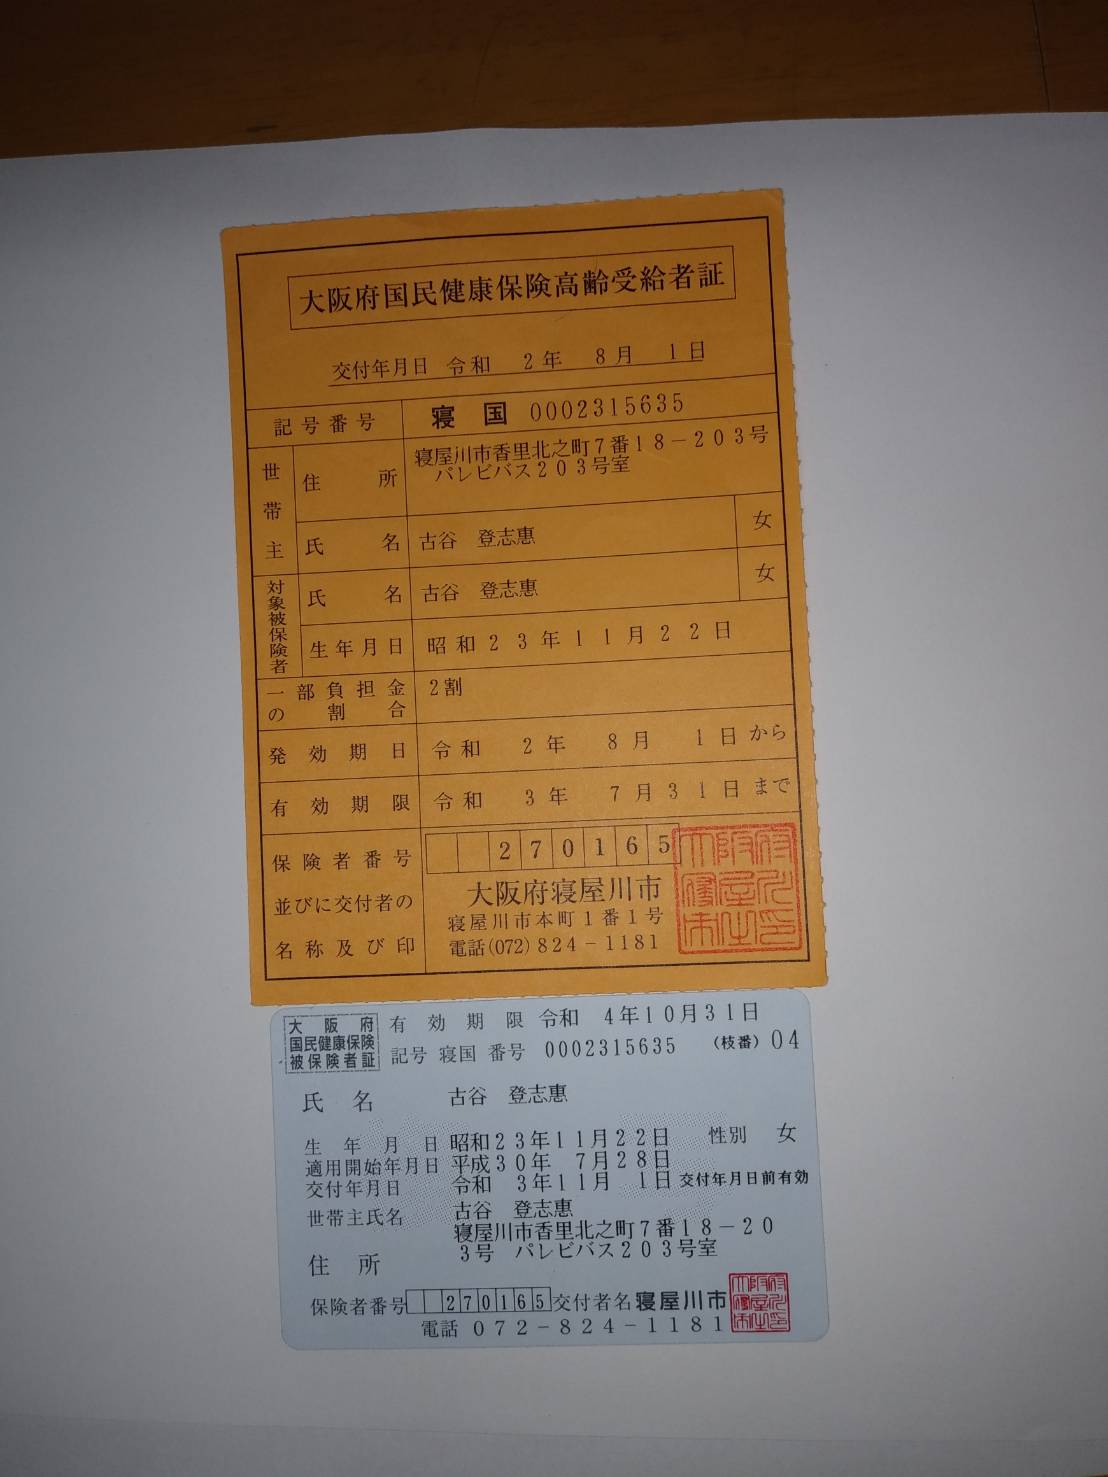 大阪府国民健康保険高齢受給者証
交付年月日 令和 2年 8月 1日
記号番号 寝国 0002315635
世帯主
住所 寝屋川市香里北之町7番18-203号
パレビバス203号室
氏名 古谷 登志惠 女
対象被保険者
氏名 古谷 登志惠 女
生年月日 昭和23年11月22日
一部負担金の割合 2割
発効期日 令和 2年 8月 1日から
有効期限 令和 3年 7月31日まで
保険者番号 270165
並びに交付者の 大阪府寝屋川市
寝屋川市本町1番1号
名称及び印 電話(072)824-1181
大阪府
国民健康保険
被保険者証
有効期限 令和 4年10月31日
記号 寝国 番号 0002315635 (枝番) 04
氏名 古谷 登志惠
生年月日 昭和23年11月22日 性別 女
適用開始年月日 平成30年 7月28日
交付年月日 令和 3年11月 1日 交付年月日前有効
世帯主氏名 古谷 登志惠
住所 寝屋川市香里北之町7番18-20
3号 パレビバス203号室
保険者番号 270165 交付者名 寝屋川市
電話 072-824-1181